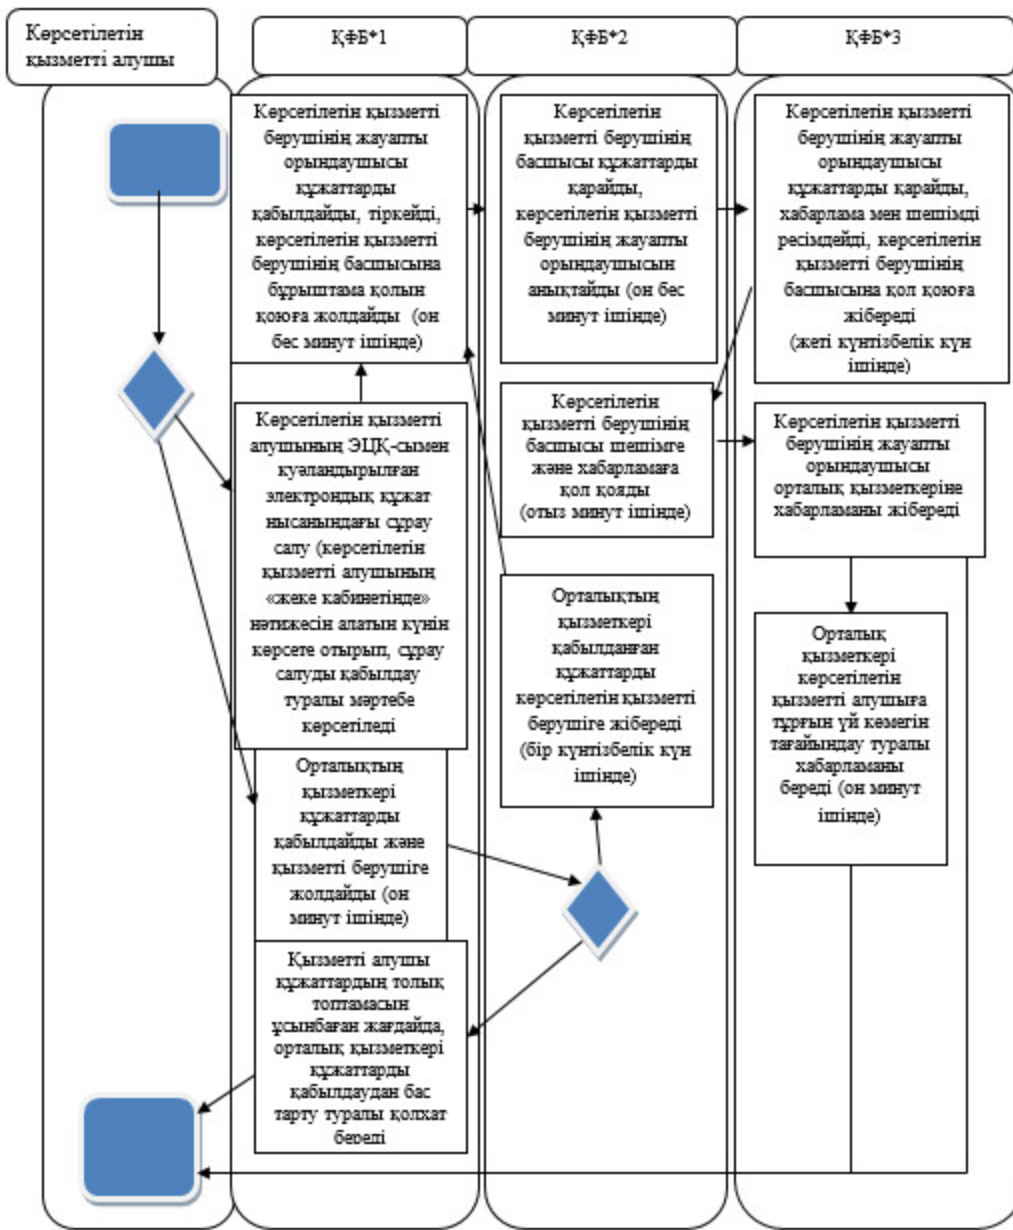 Көрсетілетін
қызметті алушы
ҚФБ*1
ҚФБ*2
ҚФБ*3
Көрсетілетін қызметті
берушінің жауапты
орындаушысы
құжаттарды
қабылдайды, тіркейді,
көрсетілетін қызметті
берушінің басшысына
бұрыштама қолын
қоюға жолдайды (он
бес минут ішінде)
Көрсетілетін
қызметті берушінің
басшысы құжаттарды
қарайды,
көрсетілетін қызметті
берушінің жауапты
орындаушысын
анықтайды (он бес
минут ішінде)
Көрсетілетін қызметті
берушінің жауапты
орындаушысы
құжаттарды қарайды,
хабарлама мен шешімді
ресімдейді, көрсетілетін
қызметті берушінің
басшысына қол қоюға
жібереді
(жеті күнтізбелік күн
ішінде)
Көрсетілетін
қызметті берушінің
басшысы шешімге
және хабарламаға
қол қояды
(отыз минут ішінде)
Көрсетілетін қызметті
берушінің жауапты
орындаушысы
орталық қызметкеріне
хабарламаны жібереді
Көрсетілетін қызметті
алушының ЭЦҚ-сымен
куәландырылған
электрондық құжат
нысанындағы сұрау
салу (көрсетілетін
қызметті алушының
«жеке кабинетінде»
нәтижесін алатын күнін
көрсете отырып, сұрау
салуды қабылдау
туралы мәртебе
көрсетіледі
Орталықтың
қызметкері
қабылданған
құжаттарды
көрсетілетін қызметті
берушіге жібереді
(бір күнтізбелік күн
ішінде)
Орталық
қызметкері
көрсетілетін
қызметті алушыға
тұрғын үй көмегін
тағайындау туралы
хабарламаны
береді (он минут
ішінде)
Орталықтың
қызметкері
құжаттарды
қабылдайды және
қызметті берушіге
жолдайды (он
минут ішінде)
Қызметті алушы
құжаттардың толық
топтамасын
ұсынбаған жағдайда,
орталық қызметкері
құжаттарды
қабылдаудан бас
тарту туралы қолхат
береді